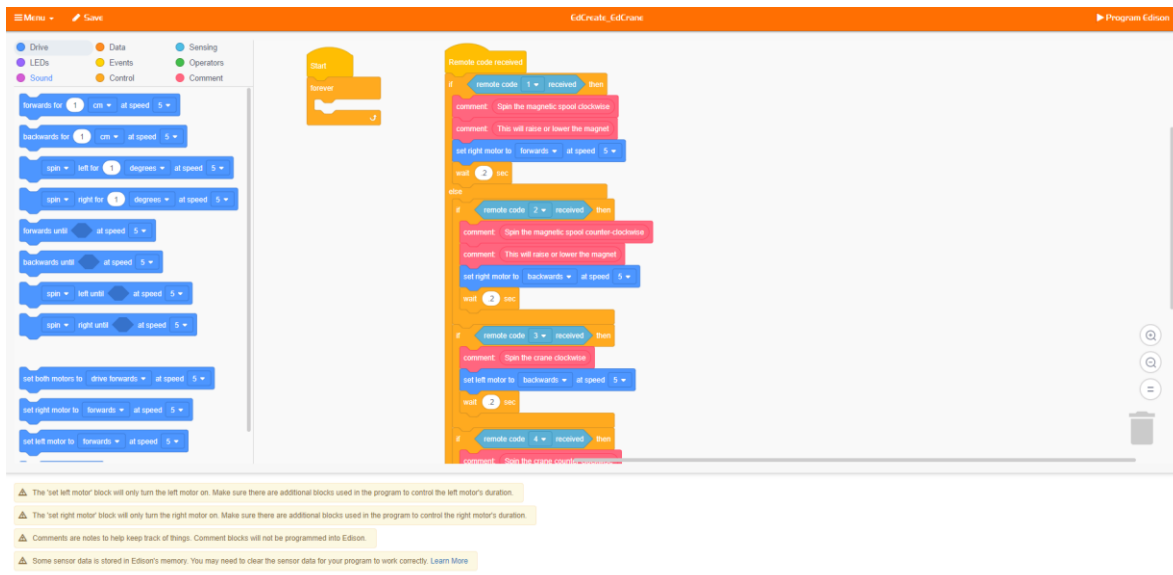 Menu Save EdCreate_EdCrane Program Edison
Drive Data Sensing
LEDs Events Operators
Sound Control Comment
forwards for 1 cm at speed 5
backwards for 1 cm at speed 5
spin left for 1 degrees at speed 5
spin right for 1 degrees at speed 5
forwards until at speed 5
backwards until at speed 5
spin left until at speed 5
spin right until at speed 5
set both motors to drive forwards at speed 5
set right motor to forwards at speed 5
set left motor to forwards at speed 5
Start
forever
Remote code received
if remote code 1 received then
comment: Spin the magnetic spool clockwise
comment: This will raise or lower the magnet
set right motor to forwards at speed 5
wait 2 sec
else
if remote code 2 received then
comment: Spin the magnetic spool counter-clockwise
comment: This will raise or lower the magnet
set right motor to backwards at speed 5
wait 2 sec
if remote code 3 received then
comment: Spin the crane clockwise
set left motor to backwards at speed 5
wait 2 sec
if remote code 4 received then
comment: Spin the crane
The 'set left motor' block will only turn the left motor on. Make sure there are additional blocks used in the program to control the left motor's duration.
The 'set right motor' block will only turn the right motor on. Make sure there are additional blocks used in the program to control the right motor's duration.
Comments are notes to help keep track of things. Comment blocks will not be programmed into Edison.
Some sensor data is stored in Edison's memory. You may need to clear the sensor data for your program to work correctly. Learn More